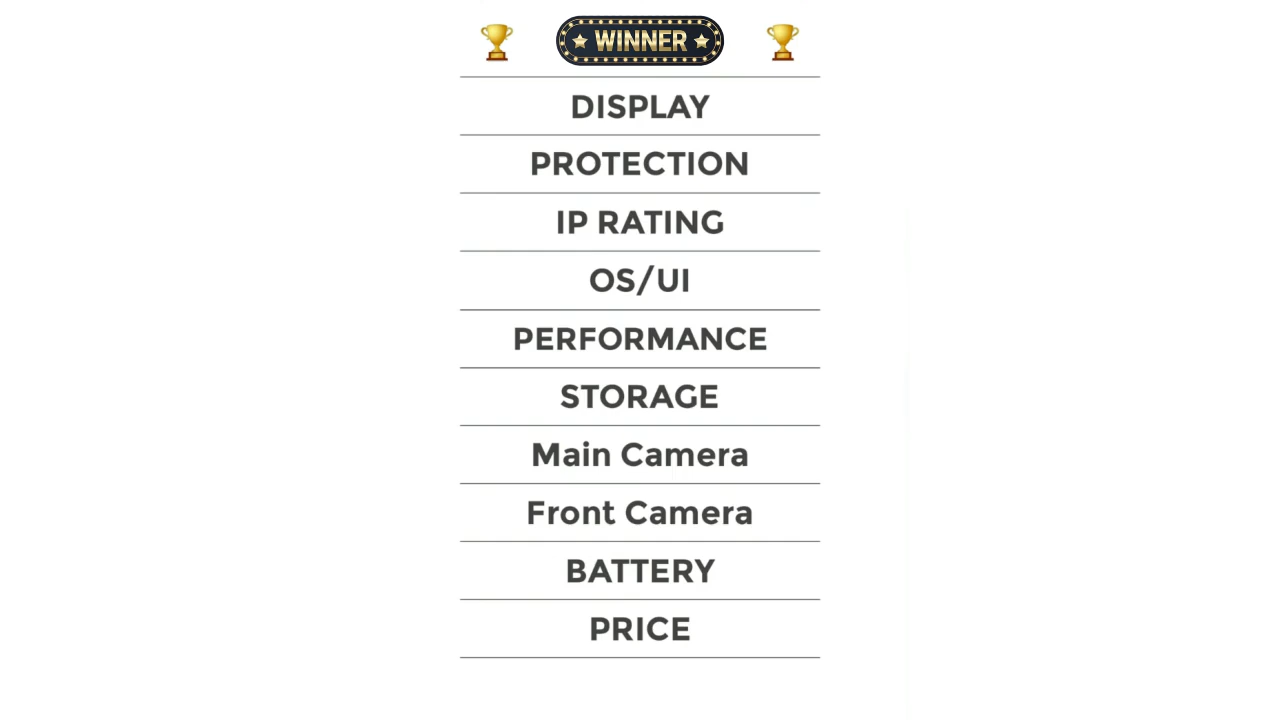 WINNER
DISPLAY
PROTECTION
IP RATING
OS/UI
PERFORMANCE
STORAGE
Main Camera
Front Camera
BATTERY
PRICE